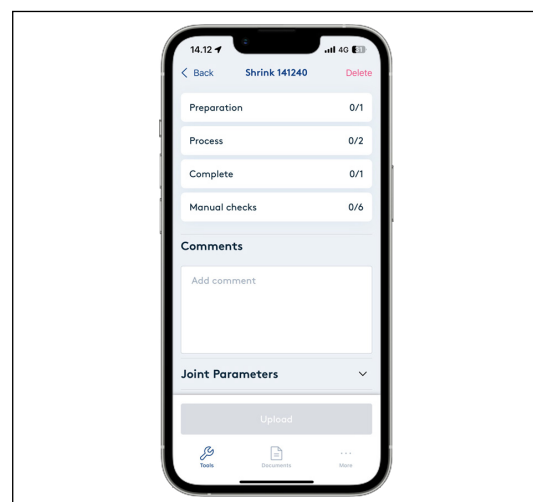 14.12 4G 31
Back Shrink 141240 Delete
Preparation 0/1
Process 0/2
Complete 0/1
Manual checks 0/6
Comments
Add comment
Joint Parameters
Upload
Tools Documents More